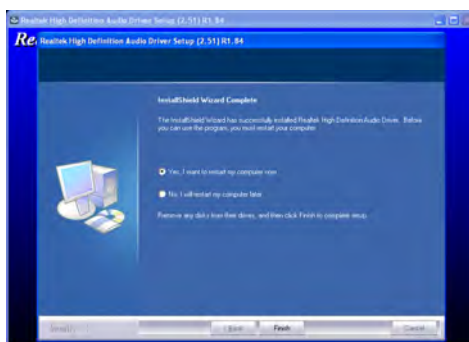 Realtek High Definition Audio Driver Setup (2.51) R1.84
Re
Realtek High Definition Audio Driver Setup (2.51) R1.84
InstallShield Wizard Complete
The InstallShield Wizard has successfully installed Realtek High Definition Audio Driver. Before
you can use the program, you must restart your computer.
Yes, I want to restart my computer now.
No, I will restart my computer later.
Remove any disks from their drives, and then click Finish to complete setup.
InstallShield
< Back
Finish
Cancel